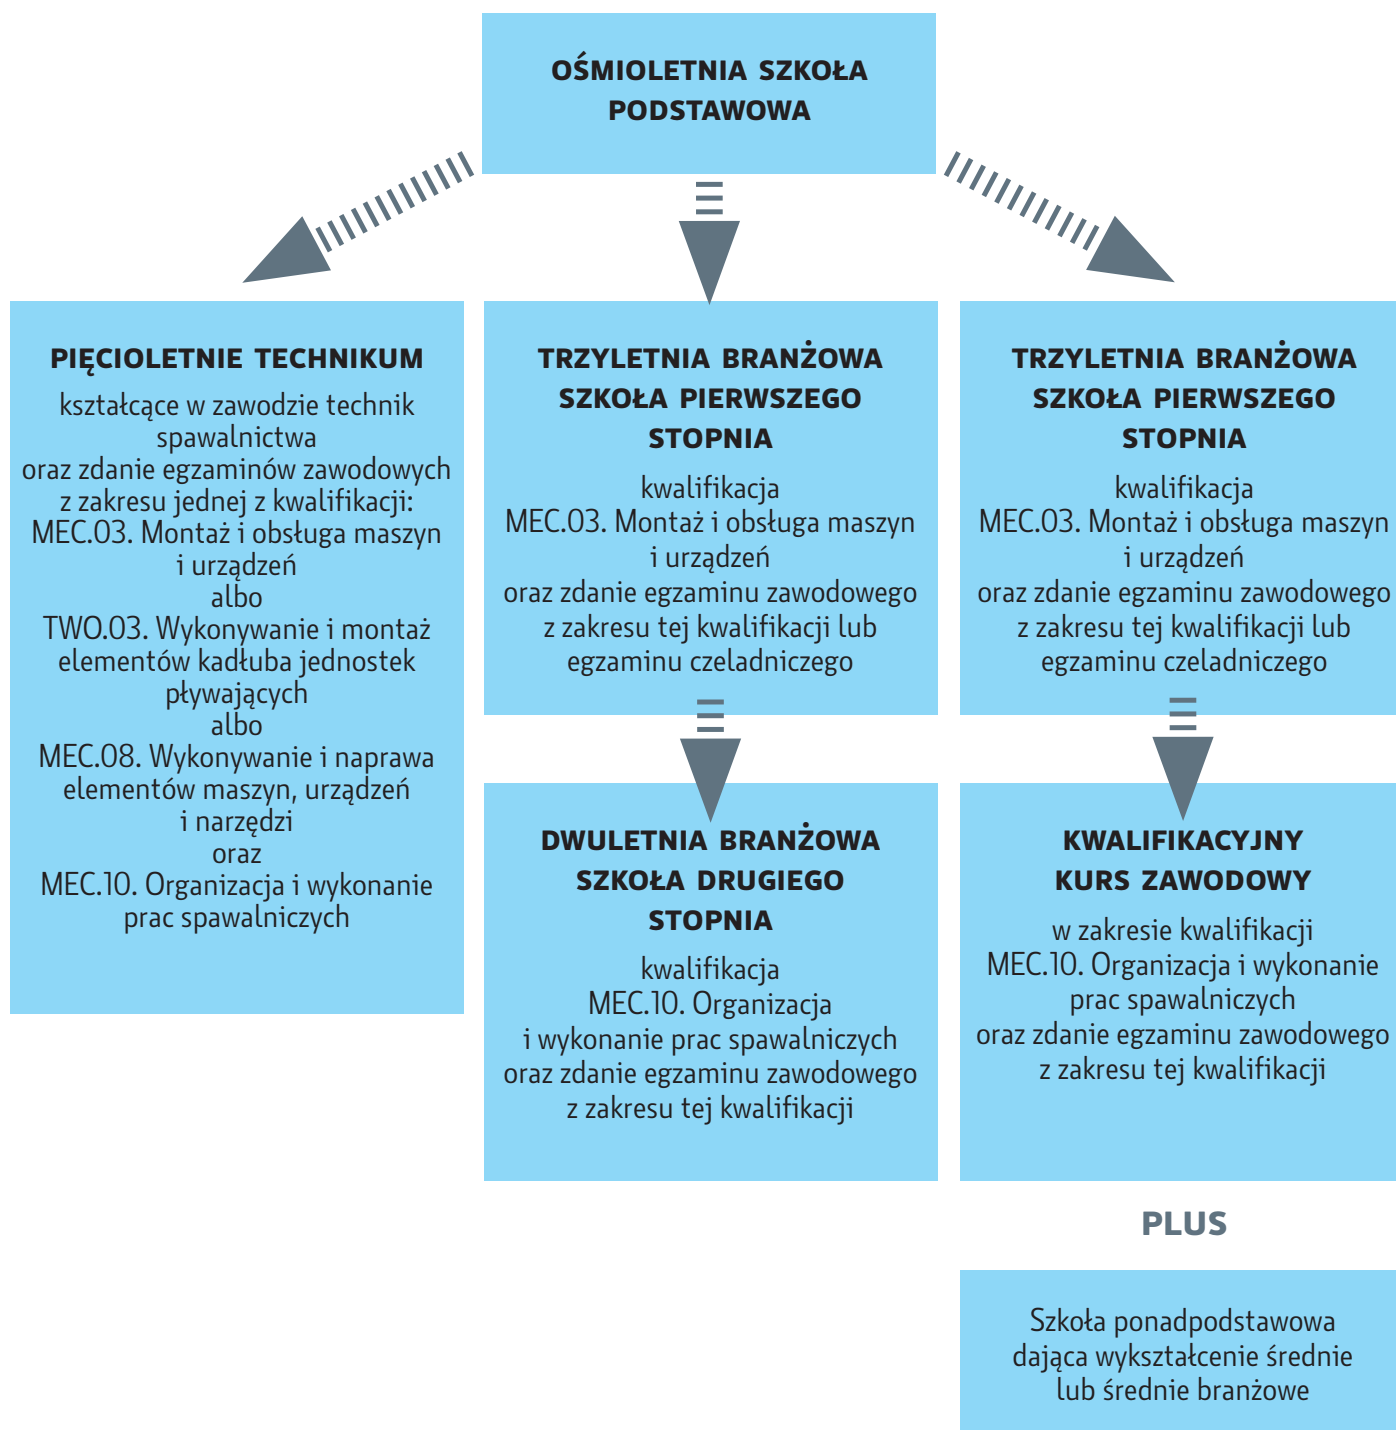 OŚMIOLETNIA SZKOŁA
PODSTAWOWA
PIĘCIOLETNIE TECHNIKUM
kształcące w zawodzie technik
spawalnictwa
oraz zdanie egzaminów zawodowych
z zakresu jednej z kwalifikacji:
MEC.03. Montaż i obsługa maszyn
i urządzeń
albo
TWO.03. Wykonywanie i montaż
elementów kadłuba jednostek
pływających
albo
MEC.08. Wykonywanie i naprawa
elementów maszyn, urządzeń
i narzędzi
oraz
MEC.10. Organizacja i wykonanie
prac spawalniczych
TRZYLETNIA BRANŻOWA
SZKOŁA PIERWSZEGO
STOPNIA
kwalifikacja
MEC.03. Montaż i obsługa maszyn
i urządzeń
oraz zdanie egzaminu zawodowego
z zakresu tej kwalifikacji lub
egzaminu czeladniczego
DWULETNIA BRANŻOWA
SZKOŁA DRUGIEGO
STOPNIA
kwalifikacja
MEC.10. Organizacja
i wykonanie prac spawalniczych
oraz zdanie egzaminu zawodowego
z zakresu tej kwalifikacji
TRZYLETNIA BRANŻOWA
SZKOŁA PIERWSZEGO
STOPNIA
kwalifikacja
MEC.03. Montaż i obsługa maszyn
i urządzeń
oraz zdanie egzaminu zawodowego
z zakresu tej kwalifikacji lub
egzaminu czeladniczego
KWALIFIKACYJNY
KURS ZAWODOWY
w zakresie kwalifikacji
MEC.10. Organizacja i wykonanie
prac spawalniczych
oraz zdanie egzaminu zawodowego
z zakresu tej kwalifikacji
PLUS
Szkoła ponadpodstawowa
dająca wykształcenie średnie
lub średnie branżowe